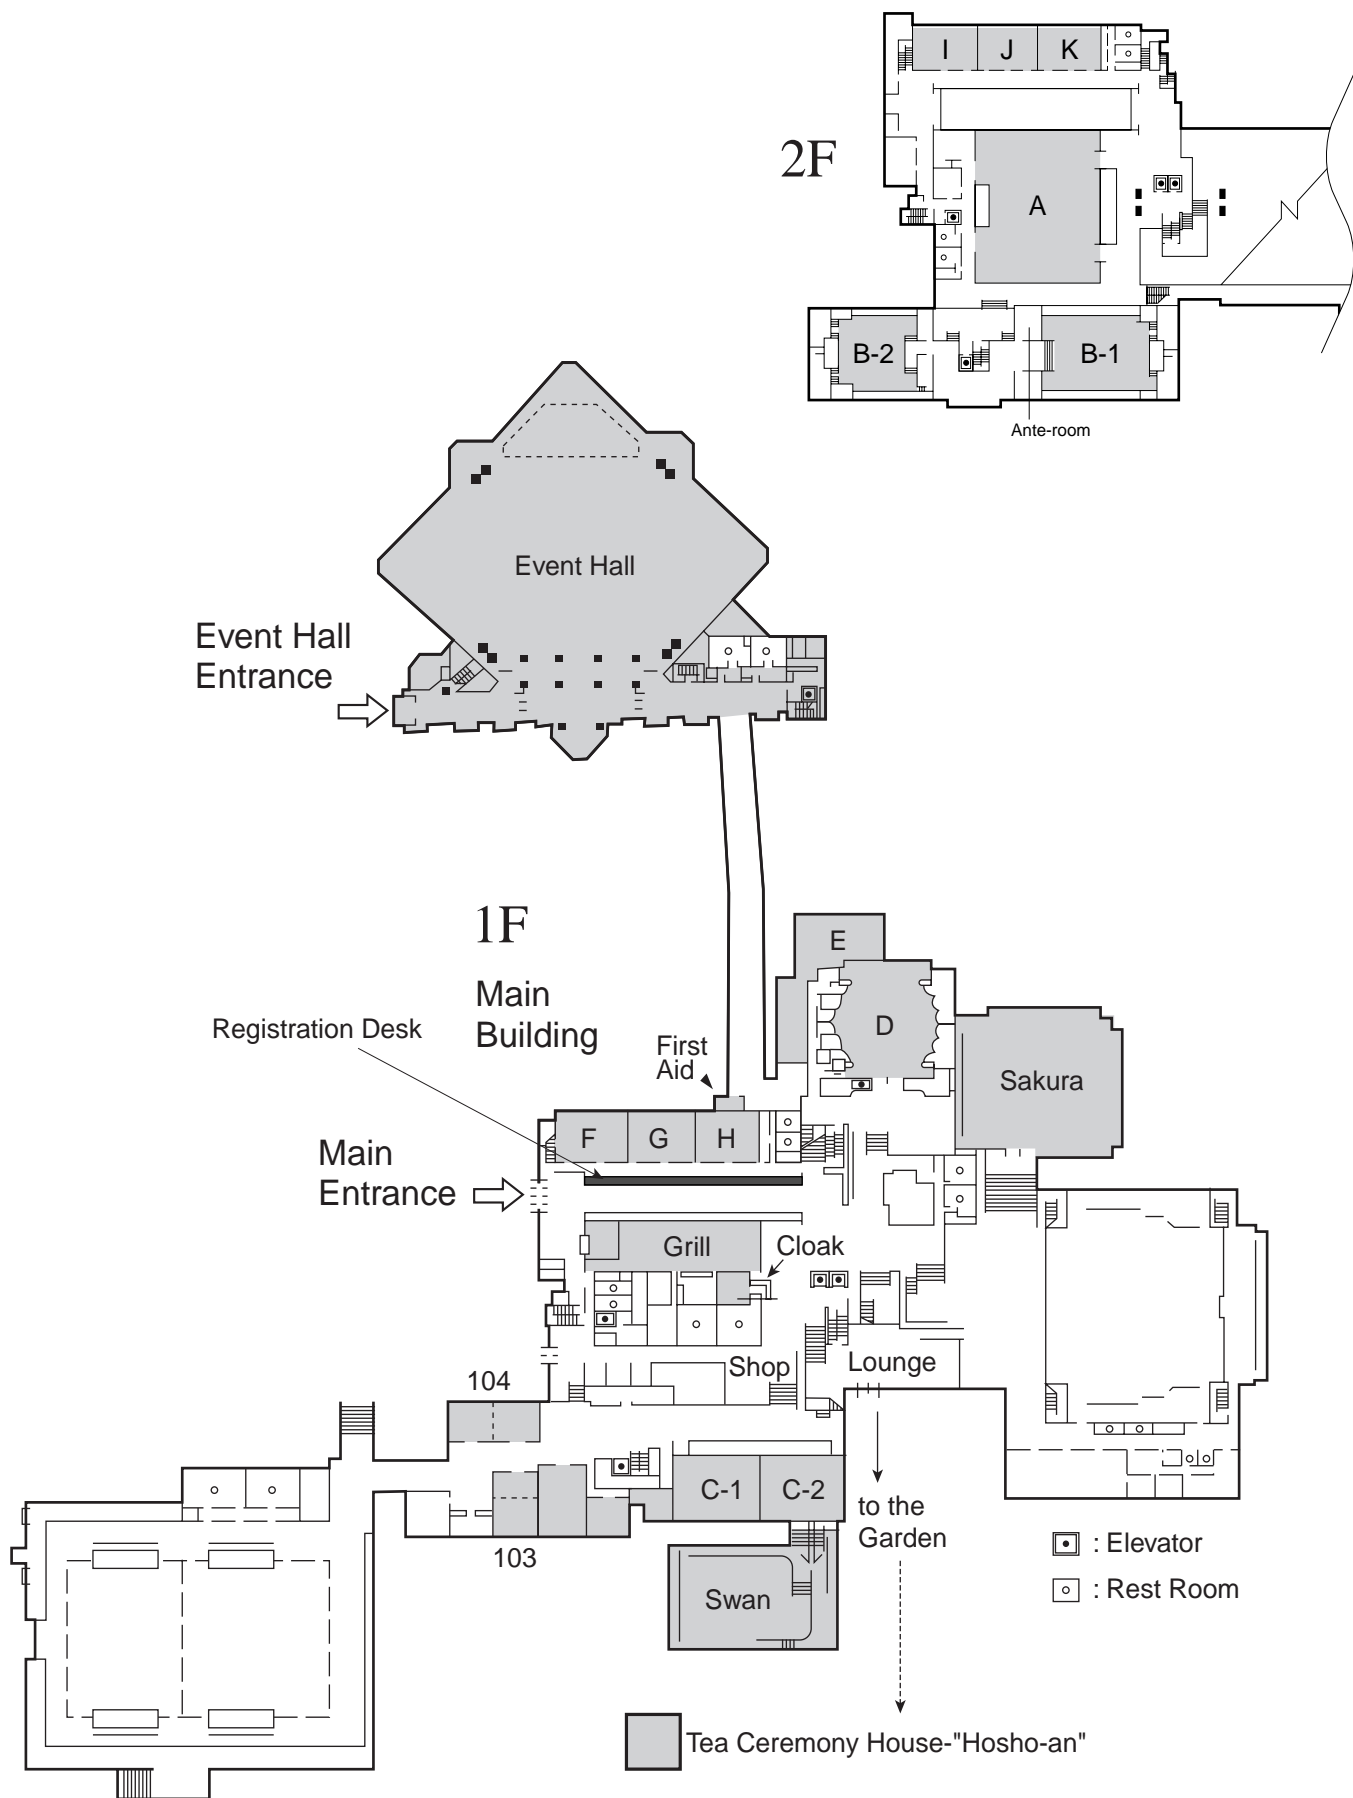 I
J
K
2F
A
B-2
B-1
Ante-room
Event Hall
Event Hall
Entrance
1F
E
Main
Building
Registration Desk
D
First
Aid
Sakura
F
G
H
Main
Entrance
Grill
Cloak
Shop
Lounge
104
C-1
C-2
to the
Garden
103
: Elevator
: Rest Room
Swan
Tea Ceremony House-"Hosho-an"